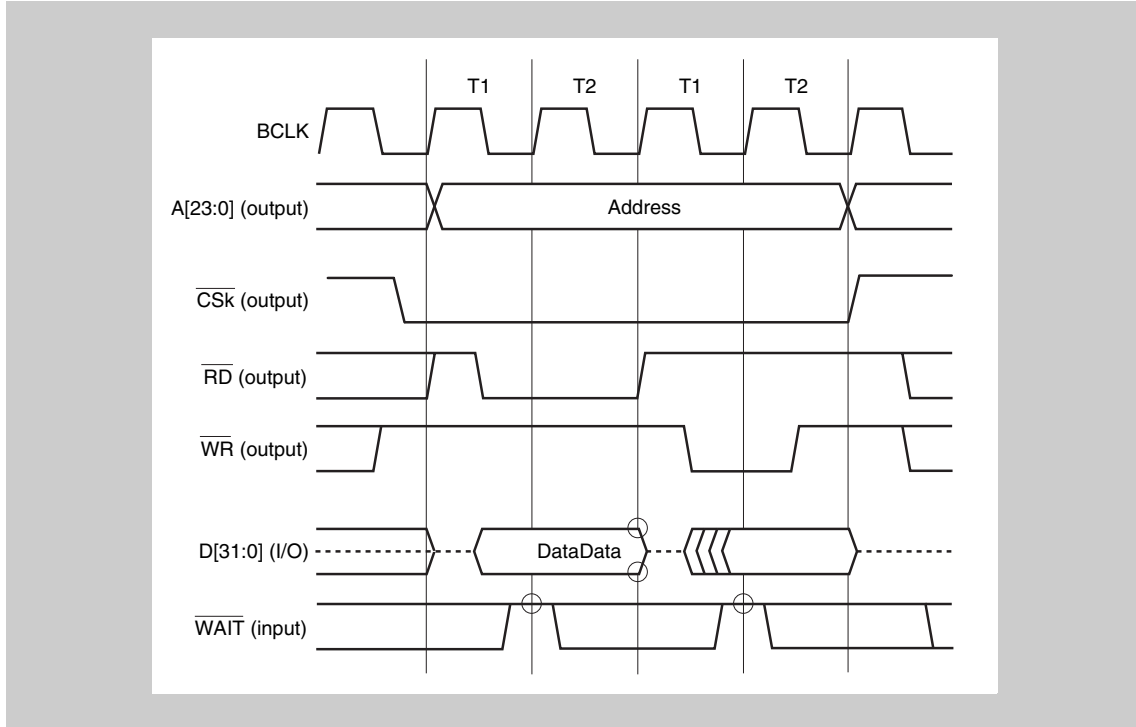 T1 T2 T1 T2
BCLK
A[23:0] (output) Address
CSk (output)
RD (output)
WR (output)
D[31:0] (I/O) DataData
WAIT (input)